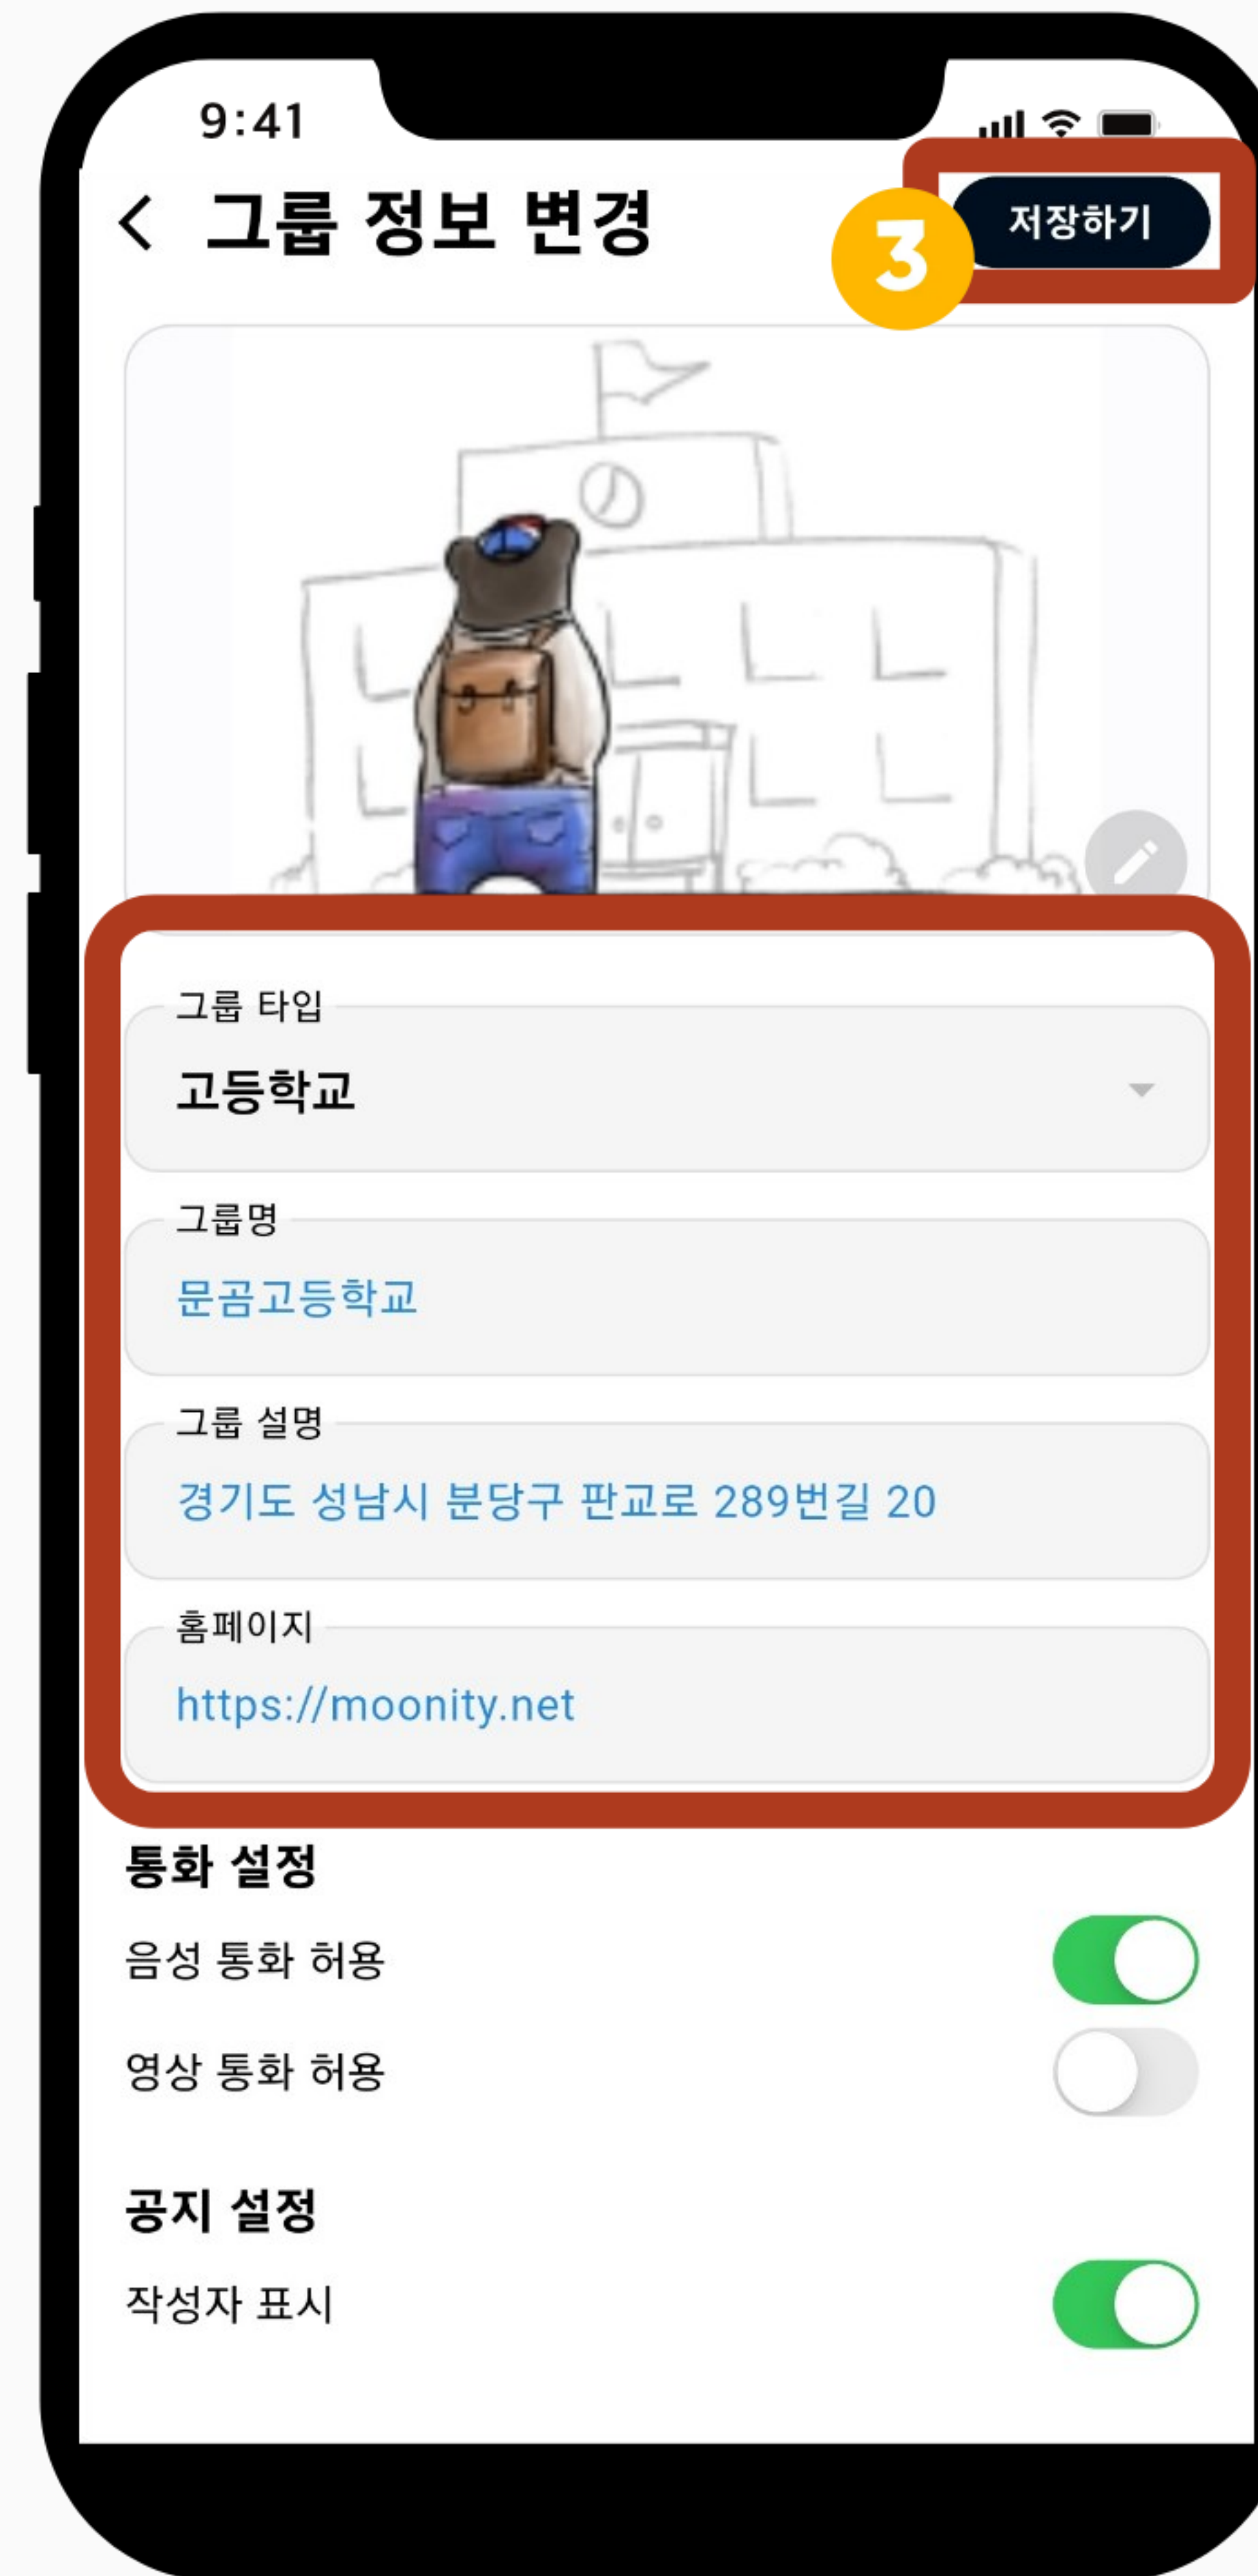 9:41
그룹 정보 변경
3
저장하기
그룹 타입
고등학교
그룹명
문곰고등학교
그룹 설명
경기도 성남시 분당구 판교로 289번길 20
홈페이지
https://moonity.net
통화 설정
음성 통화 허용
영상 통화 허용
공지 설정
작성자 표시